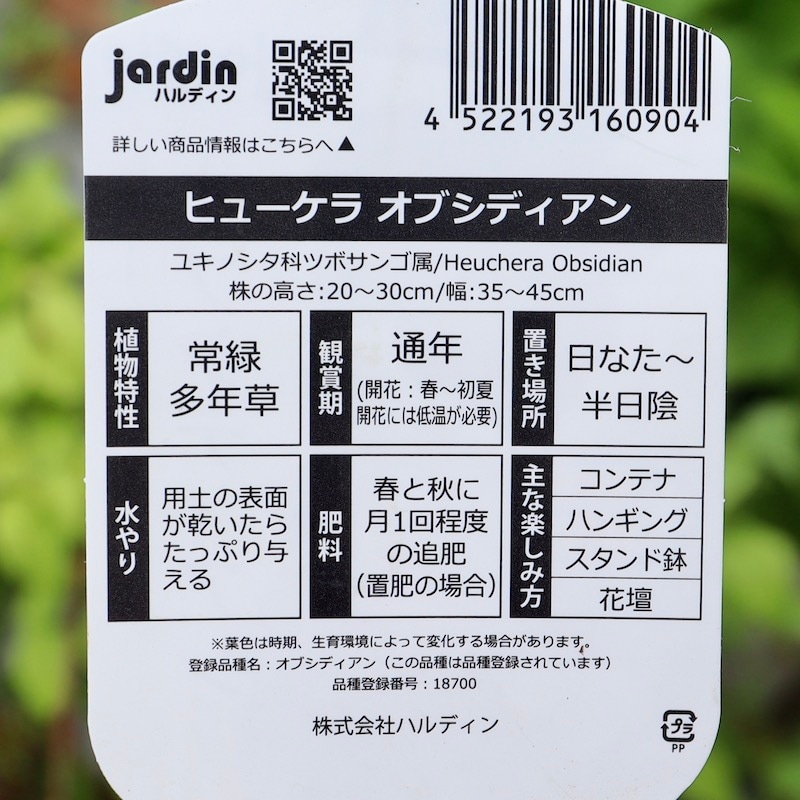 jardin
ハルディン
詳しい商品情報はこちらへ▲
4 522193 160904
ヒューケラ オブシディアン
ユキノシタ科ツボサンゴ属/Heuchera Obsidian
株の高さ:20〜30cm/幅:35〜45cm
植物特性
常緑
多年草
観賞期
通年
(開花：春〜初夏
開花には低温が必要)
置き場所
日なた〜
半日陰
水やり
用土の表面
が乾いたら
たっぷり与
える
肥料
春と秋に
月1回程度
の追肥
(置肥の場合)
主な楽しみ方
コンテナ
ハンギング
スタンド鉢
花壇
※葉色は時期、生育環境によって変化する場合があります。
登録品種名：オブシディアン（この品種は品種登録されています）
品種登録番号：18700
株式会社ハルディン
プラ
PP